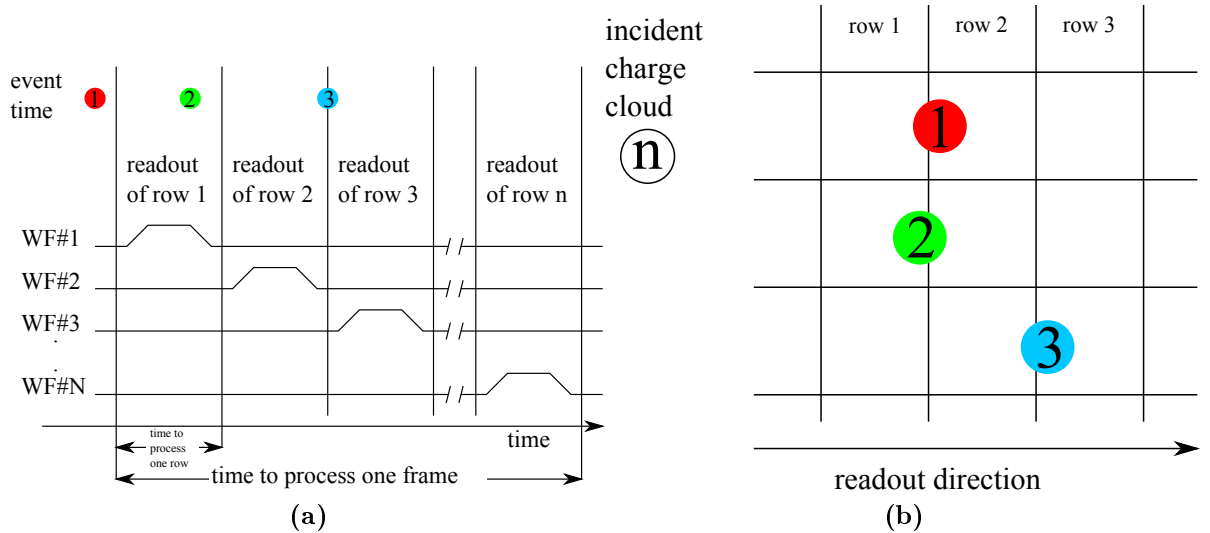 event
time
1
2
3
readout
of row 1
readout
of row 2
readout
of row 3
readout
of row n
WF#1
WF#2
WF#3
.
.
WF#N
time to
process
one row
time
time to process one frame
(a)
incident
charge
cloud
n
row 1
row 2
row 3
1
2
3
readout direction
(b)